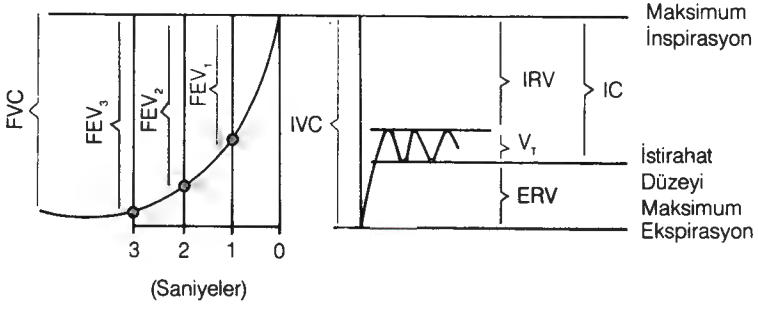 Maksimum
İnspirasyon
FVC
FEV3
FEV2
FEV1
IVC
IRV
IC
VT
ERV
İstirahat
Düzeyi
Maksimum
Ekspirasyon
3 2 1 0
(Saniyeler)